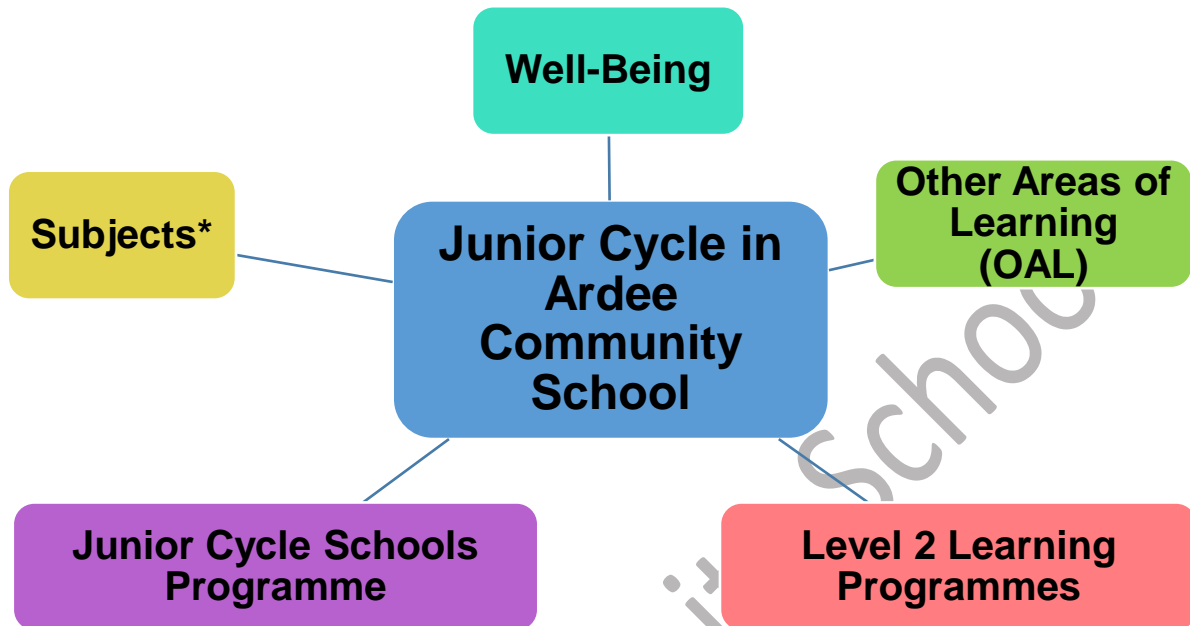 Well-Being
Subjects*
Other Areas of
Learning
(OAL)
Junior Cycle in
Ardee
Community
School
Junior Cycle Schools
Programme
Level 2 Learning
Programmes
School